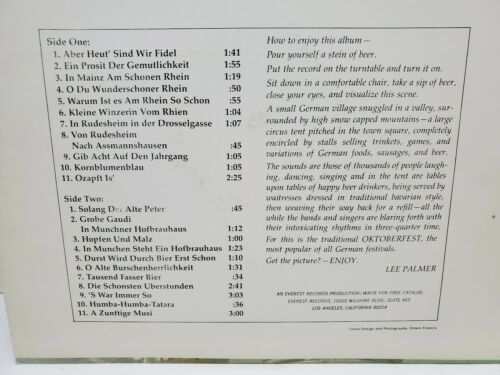 Side One:
1. Aber Heut' Sind Wir Fidel 1:41
2. Ein Prosit Der Gemutlichkeit 1:55
3. In Mainz Am Schonen Rhein 1:19
4. O Du Wunderschoner Rhein :50
5. Warum Ist es Am Rhein So Schon :55
6. Kleine Winzerin Vom Rhien 1:04
7. In Rudesheim in der Drosselgasse 1:07
8. Von Rudesheim
Nach Assmannshausen :45
9. Gib Acht Auf Den Jahrgang 1:05
10. Kornblumenblau 1:05
11. Ozapft Is' 2:25
Side Two:
1. Solang Der Alte Peter :45
2. Grobe Gaudi
In Munchner Hofbrauhaus 1:12
3. Hopfen Und Malz 1:00
4. In Munchen Steht Ein Hofbrauhaus 1:23
5. Durst Wird Durch Bier Erst Schon 1:10
6. O Alte Burschenherrlichkeit 1:31
7. Tausend Fasser Bier :34
8. Die Schonsten Uberstunden 2:41
9. 'S War Immer So 3:03
10. Humba-Humba-Tatara :36
11. A Zunftige Musi 3:00
How to enjoy this album—
Pour yourself a stein of beer.
Put the record on the turntable and turn it on.
Sit down in a comfortable chair, take a sip of beer,
close your eyes, and visualize this scene.
A small German village snuggled in a valley, sur-
rounded by high snow capped mountains—a large
circus tent pitched in the town square, completely
encircled by stalls selling trinkets, games, and
variations of German foods, sausages, and beer.
The sounds are those of thousands of people laugh-
ing, dancing, singing and in the tent are tables
upon tables of happy beer drinkers, being served by
waitresses dressed in traditional bavarian style,
then weaving their way back for a refill—all the
while the bands and singers are blaring forth with
their intoxicating rhythms in three-quarter time.
For this is the traditional OKTOBERFEST, the
most popular of all German festivals.
Get the picture?—ENJOY.
LEE PALMER
AN EVEREST RECORDS PRODUCTION / WRITE FOR FREE CATALOG
EVEREST RECORDS, 10920 WILSHIRE BLVD., SUITE 410
LOS ANGELES, CALIFORNIA 90024
Cover Design and Photography: Edwin Francis